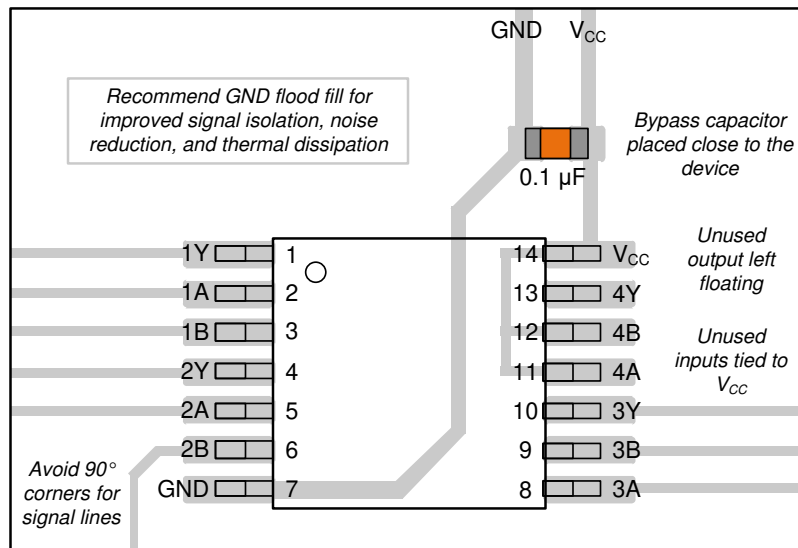 GND VCC
Recommend GND flood fill for
improved signal isolation, noise
reduction, and thermal dissipation
Bypass capacitor
placed close to the
device
0.1 µF
1Y 1 14 VCC
1A 2 13 4Y
1B 3 12 4B
2Y 4 11 4A
2A 5 10 3Y
2B 6 9 3B
GND 7 8 3A
Unused
output left
floating
Unused
inputs tied to
VCC
Avoid 90°
corners for
signal lines